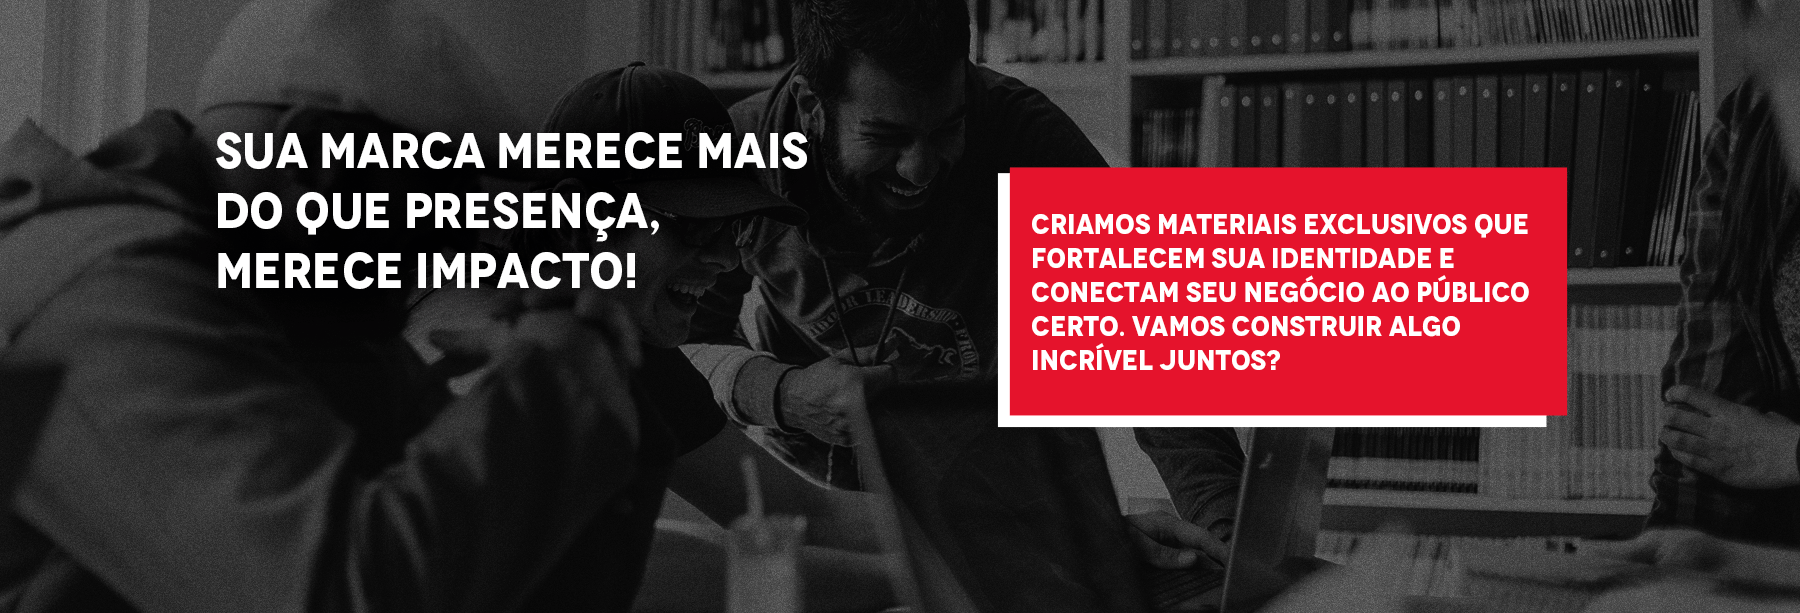 SUA MARCA MERECE MAIS
DO QUE PRESENÇA,
MERECE IMPACTO!
CRIAMOS MATERIAIS EXCLUSIVOS QUE
FORTALECEM SUA IDENTIDADE E
CONECTAM SEU NEGÓCIO AO PÚBLICO
CERTO. VAMOS CONSTRUIR ALGO
INCRÍVEL JUNTOS?
LEADERSHIP